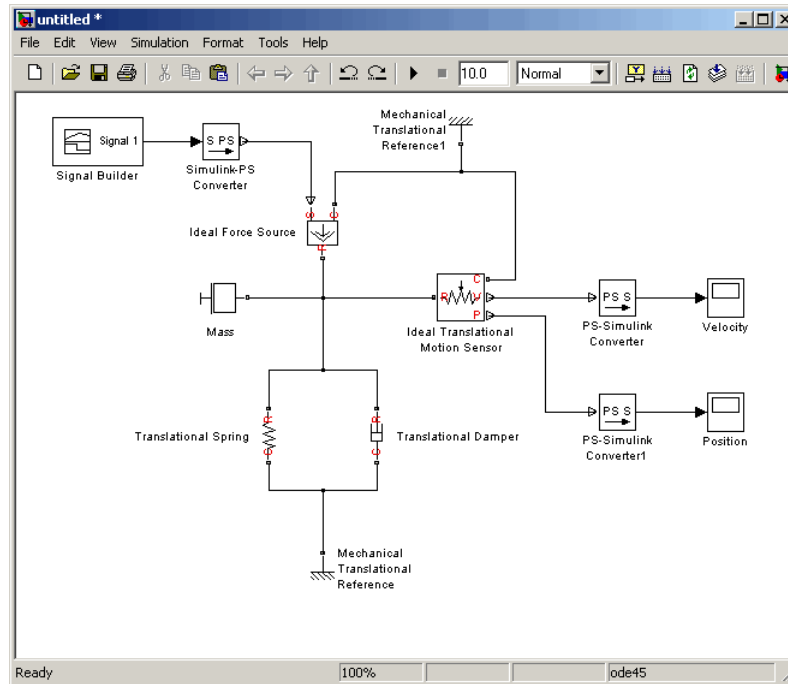 untitled *
File Edit View Simulation Format Tools Help
10.0 Normal
Signal 1
Signal Builder
S PS
Simulink-PS
Converter
Mechanical
Translational
Reference1
S C
Ideal Force Source
R
Mass
C
R V
P
Ideal Translational
Motion Sensor
PS S
PS-Simulink
Converter
Velocity
PS S
PS-Simulink
Converter1
Position
R
Translational Spring
C
R
Translational Damper
C
Mechanical
Translational
Reference
Ready 100% ode45